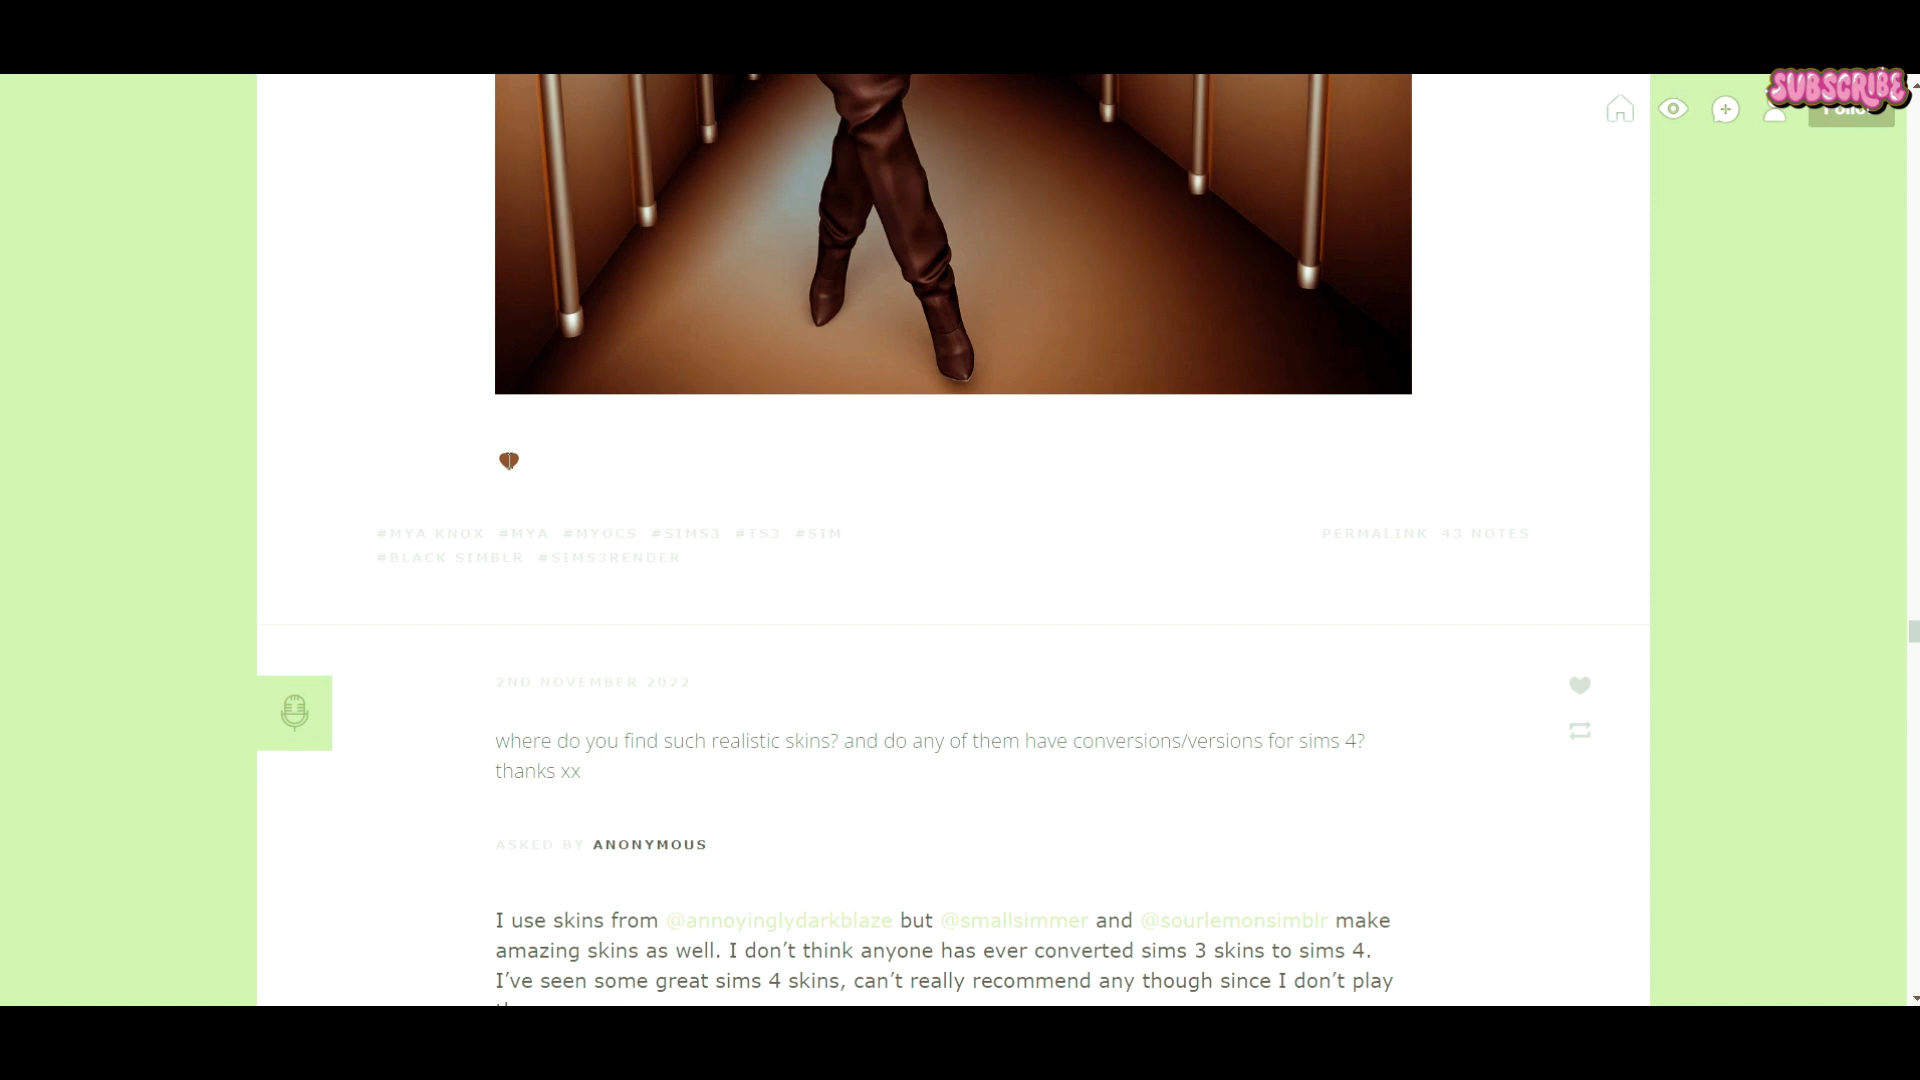 SUBSCRIBE
#MYA KNOX #MYA #MYOCS #SIMS3 #TS3 #SIM
#BLACK SIMBLR #SIMS3RENDER
PERMALINK 43 NOTES
2ND NOVEMBER 2022
where do you find such realistic skins? and do any of them have conversions/versions for sims 4?
thanks xx
ASKED BY ANONYMOUS
I use skins from @annoyinglydarkblaze but @smallsimmer and @sourlemonsimblr make
amazing skins as well. I don’t think anyone has ever converted sims 3 skins to sims 4.
I’ve seen some great sims 4 skins, can’t really recommend any though since I don’t play